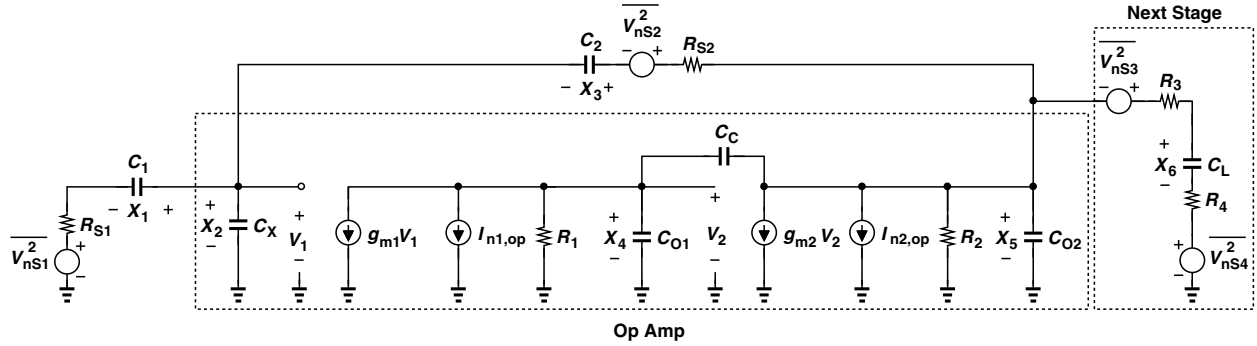 Next Stage
V²nS2
C2
RS2
− +
− X3 +
V²nS3
− +
R3
CC
C1
− X1 +
RS1
V²nS1
+
−
+
X2
−
CX
+
V1
−
gm1V1
In1,op
R1
+
X4
−
CO1
+
V2
−
gm2 V2
In2,op
R2
+
X5
−
CO2
+
X6
−
CL
R4
+
−
V²nS4
Op Amp